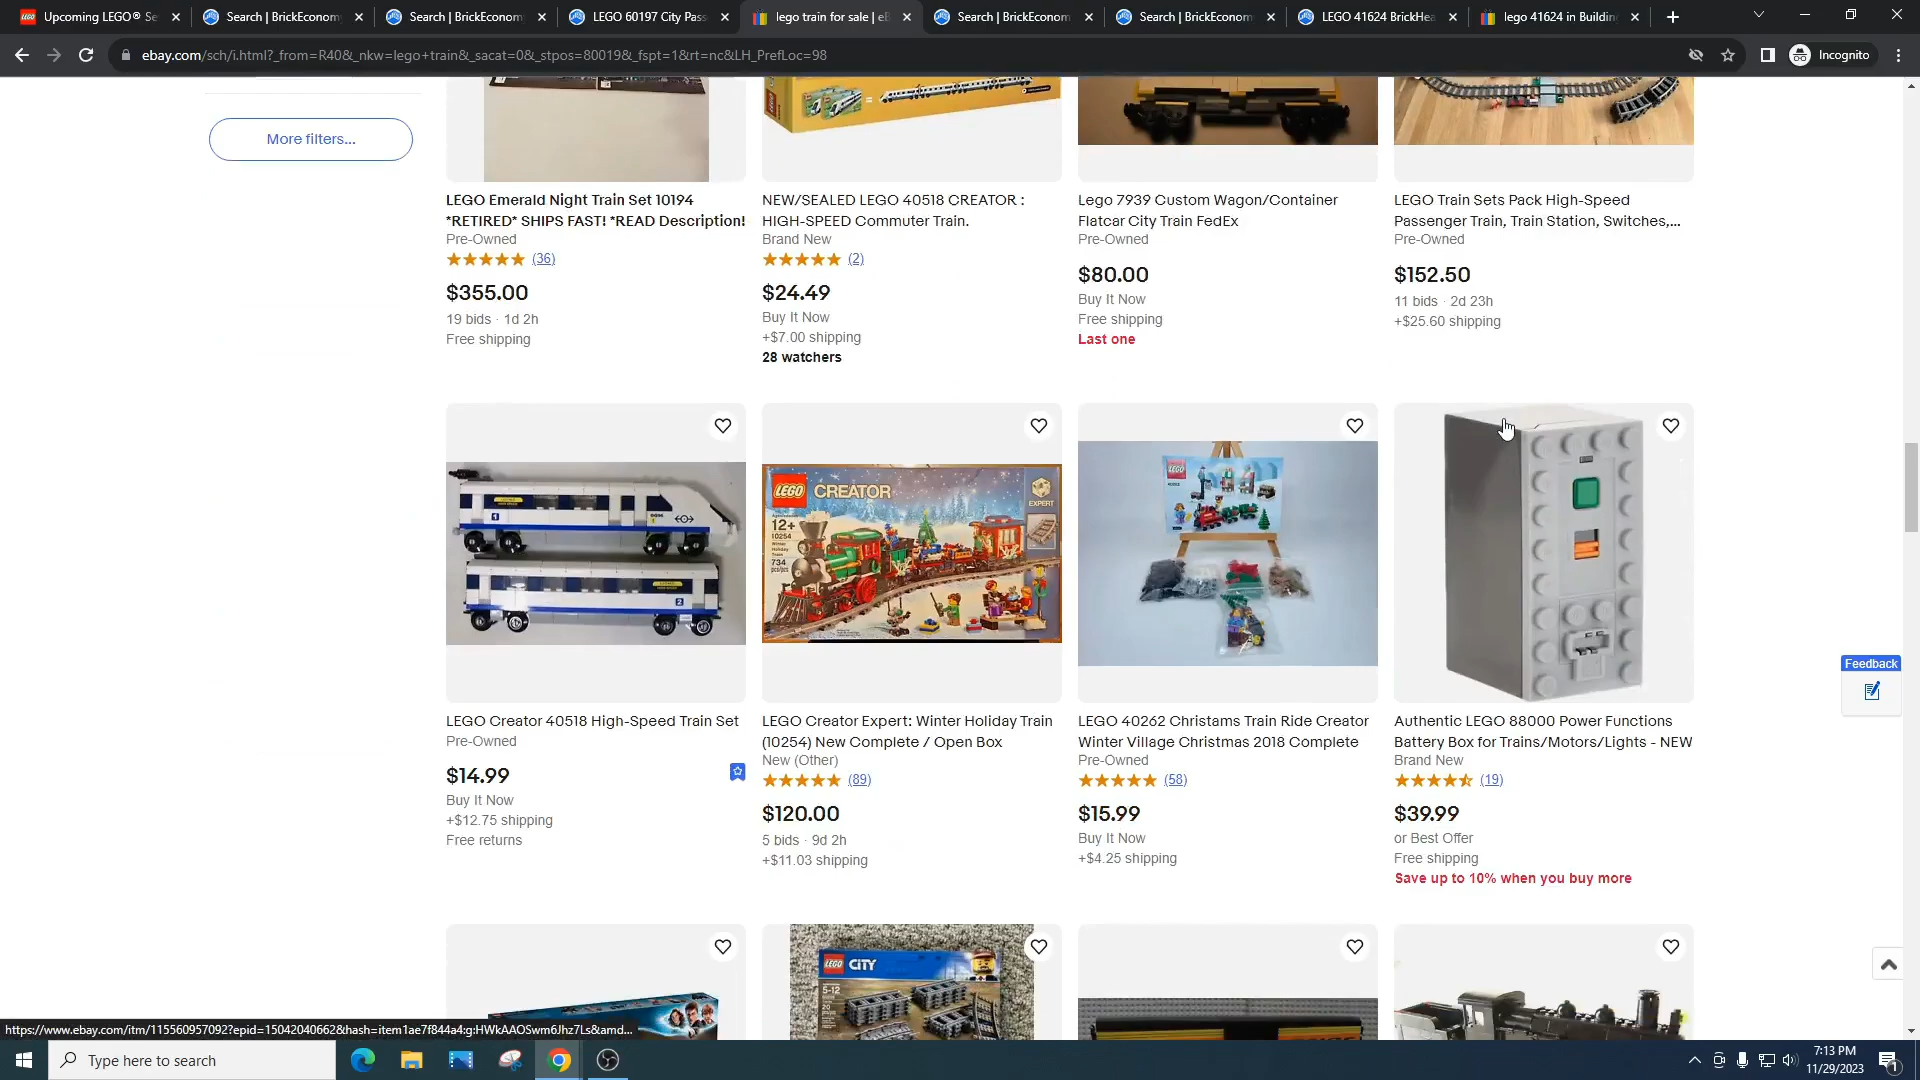 Upcoming LEGO® Se
Search | BrickEconomy
Search | BrickEconomy
LEGO 60197 City Pass
lego train for sale | eB
Search | BrickEconom
Search | BrickEconom
LEGO 41624 BrickHea
lego 41624 in Building
ebay.com/sch/i.html?_from=R40&_nkw=lego+train&_sacat=0&_stpos=80019&_fspt=1&rt=nc&LH_PrefLoc=98
Incognito
More filters...
LEGO Emerald Night Train Set 10194
*RETIRED* SHIPS FAST! *READ Description!
Pre-Owned
(36)
$355.00
19 bids · 1d 2h
Free shipping
NEW/SEALED LEGO 40518 CREATOR :
HIGH-SPEED Commuter Train.
Brand New
(2)
$24.49
Buy It Now
+$7.00 shipping
28 watchers
Lego 7939 Custom Wagon/Container
Flatcar City Train FedEx
Pre-Owned
$80.00
Buy It Now
Free shipping
Last one
LEGO Train Sets Pack High-Speed
Passenger Train, Train Station, Switches,...
Pre-Owned
$152.50
11 bids · 2d 23h
+$25.60 shipping
LEGO
CREATOR
EXPERT
12+
10254
734
pcs/pzs
LEGO
LEGO Creator 40518 High-Speed Train Set
Pre-Owned
$14.99
Buy It Now
+$12.75 shipping
Free returns
LEGO Creator Expert: Winter Holiday Train
(10254) New Complete / Open Box
New (Other)
(89)
$120.00
5 bids · 9d 2h
+$11.03 shipping
LEGO 40262 Christams Train Ride Creator
Winter Village Christmas 2018 Complete
Pre-Owned
(58)
$15.99
Buy It Now
+$4.25 shipping
Authentic LEGO 88000 Power Functions
Battery Box for Trains/Motors/Lights - NEW
Brand New
(19)
$39.99
or Best Offer
Free shipping
Save up to 10% when you buy more
Feedback
LEGO
CITY
5-12
https://www.ebay.com/itm/115560957092?epid=15042040662&hash=item1ae7f844a4:g:HWkAAOSwm6Jhz7Ls&amd...
Type here to search
7:13 PM
11/29/2023
1